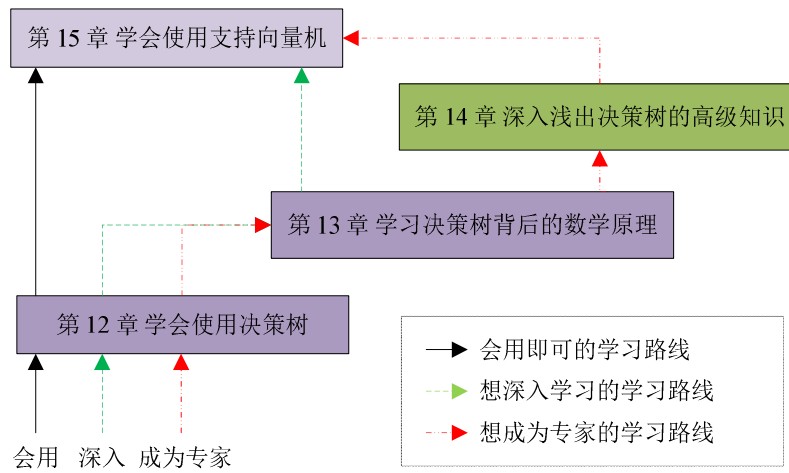 第 15 章 学会使用支持向量机
第 14 章 深入浅出决策树的高级知识
第 13 章 学习决策树背后的数学原理
第 12 章 学会使用决策树
会用即可的学习路线
想深入学习的学习路线
想成为专家的学习路线
会用 深入 成为专家